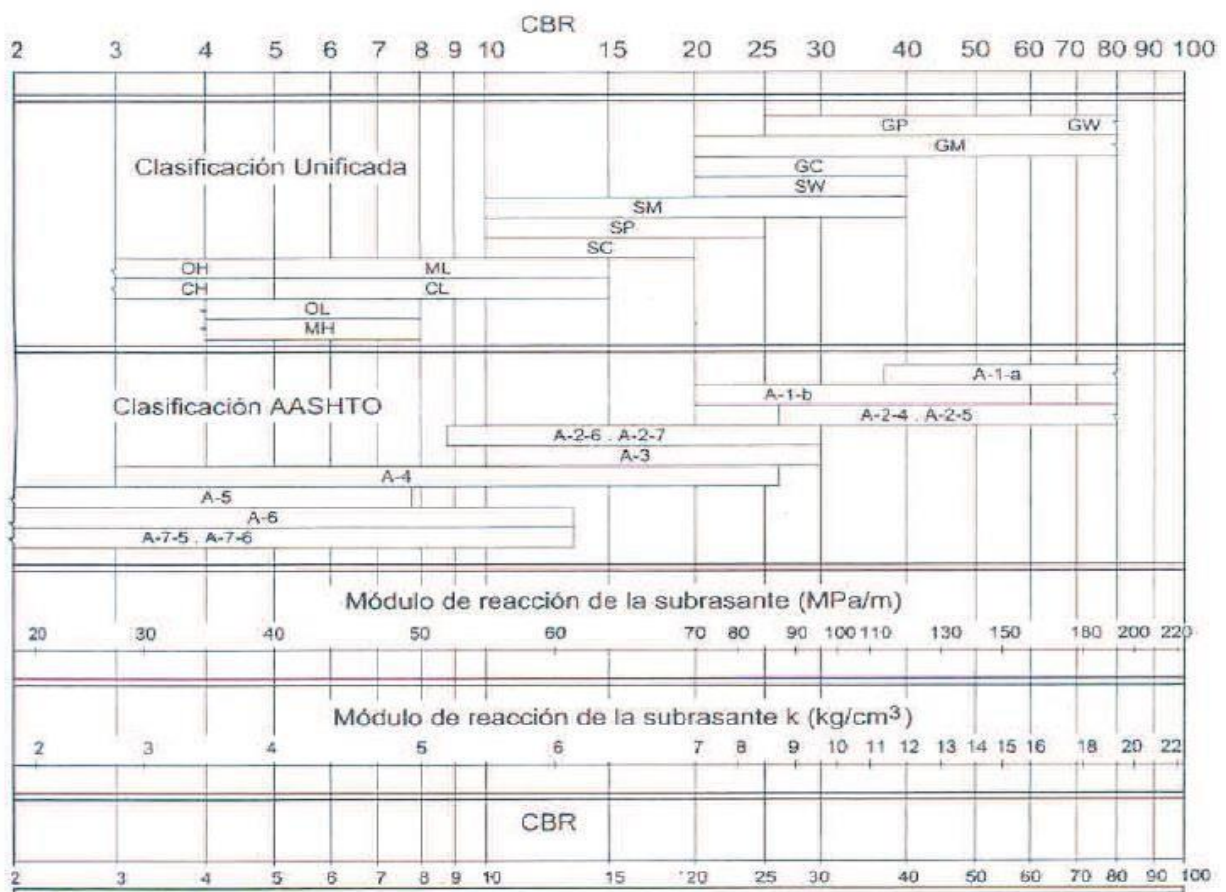 CBR
2 3 4 5 6 7 8 9 10 15 20 25 30 40 50 60 70 80 90 100
GP GW
GM
Clasificación Unificada
GC
SW
SM
SP
SC
OH ML
CH CL
OL
MH
A-1-a
A-1-b
Clasificación AASHTO
A-2-4 . A-2-5
A-2-6 . A-2-7
A-3
A-4
A-5
A-6
A-7-5 . A-7-6
Módulo de reacción de la subrasante (MPa/m)
20 30 40 50 60 70 80 90 100 110 130 150 180 200 220
Módulo de reacción de la subrasante k (kg/cm³)
2 3 4 5 6 7 8 9 10 11 12 13 14 15 16 18 20 22
CBR
2 3 4 5 6 7 8 9 10 15 20 25 30 40 50 60 70 80 90 100